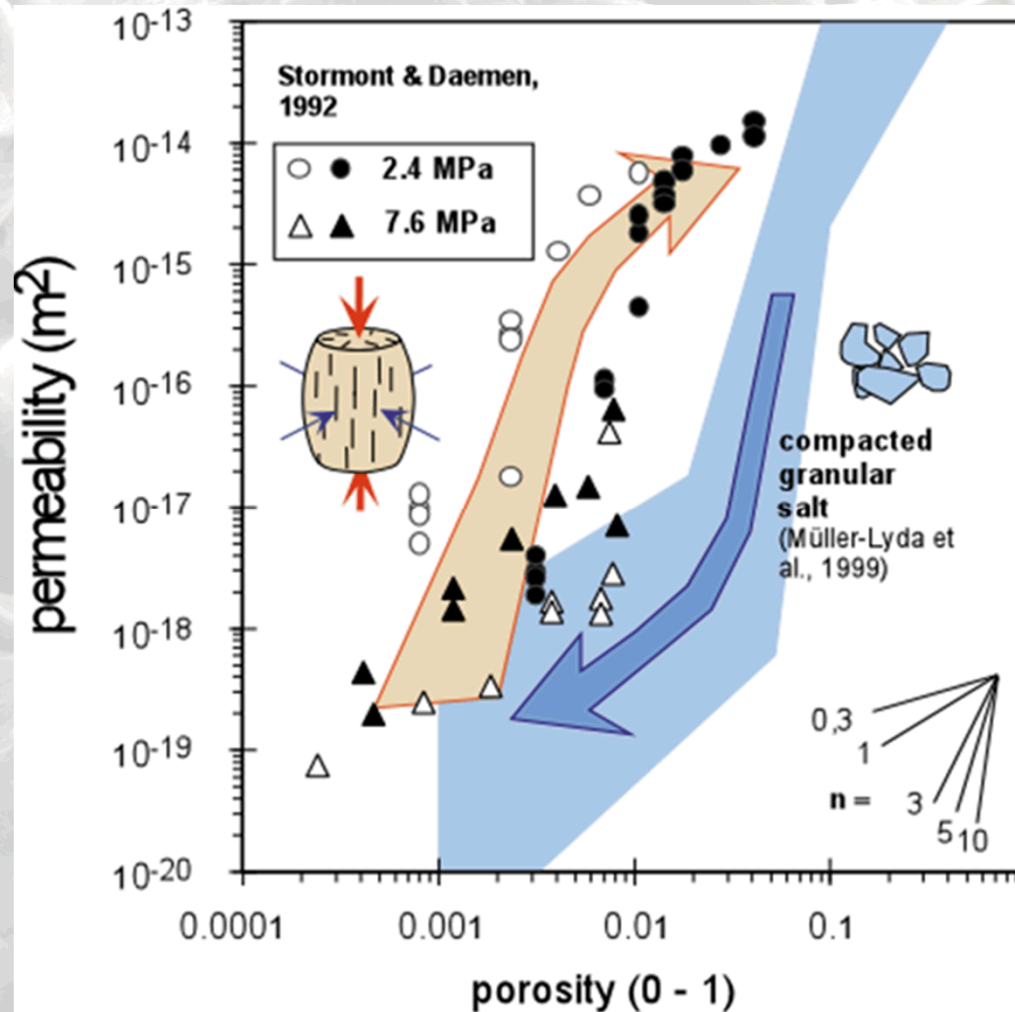 Stormont & Daemen,
1992
2.4 MPa
7.6 MPa
10-13
10-14
10-15
10-16
10-17
10-18
10-19
10-20
permeability (m2)
compacted
granular
salt
(Müller-Lyda et
al., 1999)
0,3
1
n = 3
5 10
0.0001 0.001 0.01 0.1
porosity (0 - 1)